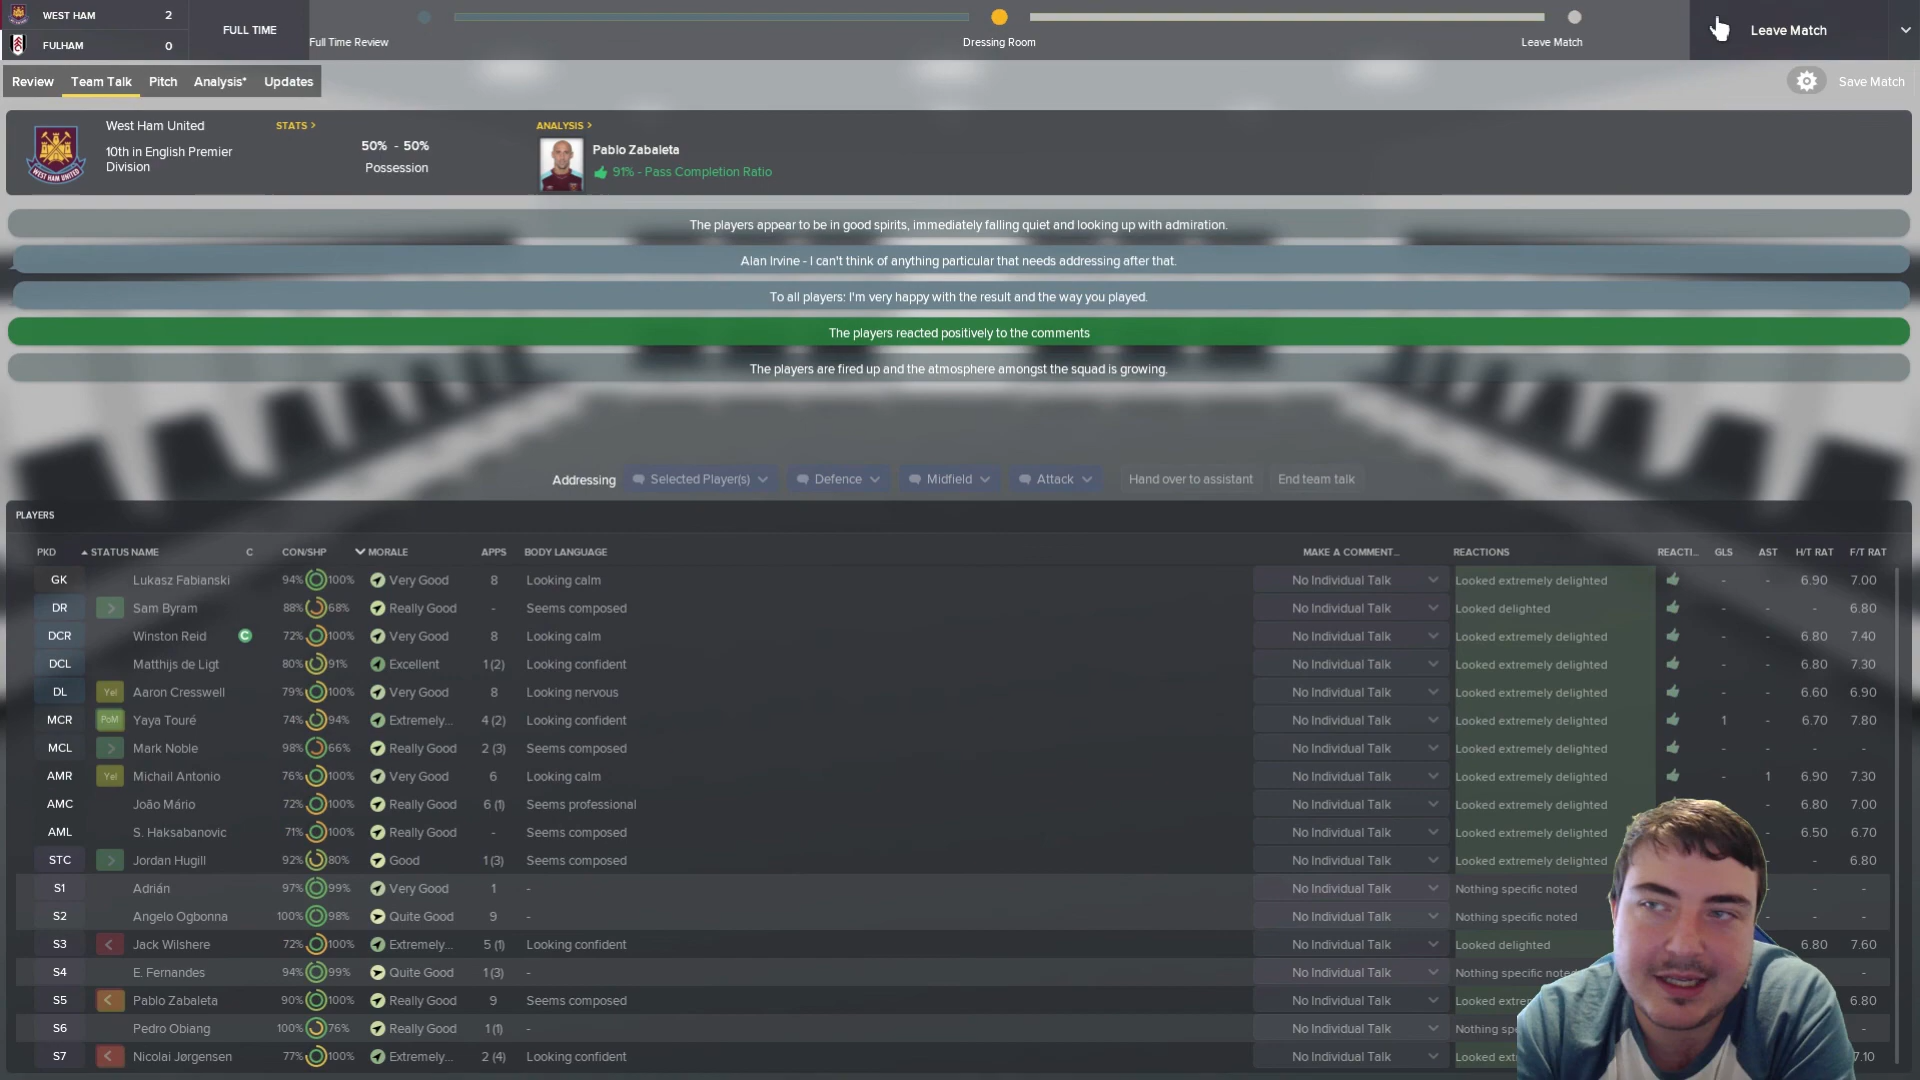 WEST HAM 2
FULHAM 0
FULL TIME
Full Time Review
Dressing Room
Leave Match
Leave Match
Review Team Talk Pitch Analysis* Updates
Save Match
West Ham United
10th in English Premier
Division
STATS >
50% - 50%
Possession
ANALYSIS >
Pablo Zabaleta
91% - Pass Completion Ratio
The players appear to be in good spirits, immediately falling quiet and looking up with admiration.
Alan Irvine - I can't think of anything particular that needs addressing after that.
To all players: I'm very happy with the result and the way you played.
The players reacted positively to the comments
The players are fired up and the atmosphere amongst the squad is growing.
Addressing Selected Player(s) Defence Midfield Attack Hand over to assistant End team talk
PLAYERS
PKD STATUS NAME C CON/SHP MORALE APPS BODY LANGUAGE MAKE A COMMENT... REACTIONS REACTI... GLS AST H/T RAT F/T RAT
GK Lukasz Fabianski 94% 100% Very Good 8 Looking calm No Individual Talk Looked extremely delighted - - 6.90 7.00
DR Sam Byram 88% 68% Really Good - Seems composed No Individual Talk Looked delighted - - - 6.80
DCR Winston Reid C 72% 100% Very Good 8 Looking calm No Individual Talk Looked extremely delighted - - 6.80 7.40
DCL Matthijs de Ligt 80% 91% Excellent 1 (2) Looking confident No Individual Talk Looked extremely delighted - - 6.80 7.30
DL Yel Aaron Cresswell 79% 100% Very Good 8 Looking nervous No Individual Talk Looked extremely delighted - - 6.60 6.90
MCR PoM Yaya Touré 74% 94% Extremely... 4 (2) Looking confident No Individual Talk Looked extremely delighted 1 - 6.70 7.80
MCL Mark Noble 98% 66% Really Good 2 (3) Seems composed No Individual Talk Looked extremely delighted - - - -
AMR Yel Michail Antonio 76% 100% Very Good 6 Looking calm No Individual Talk Looked extremely delighted - 1 6.90 7.30
AMC João Mário 72% 100% Really Good 6 (1) Seems professional No Individual Talk Looked extremely delighted - 6.80 7.00
AML S. Haksabanovic 71% 100% Really Good - Seems composed No Individual Talk Looked extremely delighted - 6.50 6.70
STC Jordan Hugill 92% 80% Good 1 (3) Seems composed No Individual Talk Looked extremely delighted - - 6.80
S1 Adrián 97% 99% Very Good 1 - No Individual Talk Nothing specific noted - - -
S2 Angelo Ogbonna 100% 98% Quite Good 9 - No Individual Talk Nothing specific noted - - -
S3 Jack Wilshere 72% 100% Extremely... 5 (1) Looking confident No Individual Talk Looked delighted - 6.80 7.60
S4 E. Fernandes 94% 99% Quite Good 1 (3) - No Individual Talk Nothing specific noted -
S5 Pablo Zabaleta 90% 100% Really Good 9 Seems composed No Individual Talk Looked 6.80
S6 Pedro Obiang 100% 76% Really Good 1 (1) - No Individual Talk Nothing -
S7 Nicolai Jørgensen 77% 100% Extremely... 2 (4) Looking confident No Individual Talk Looked 7.10